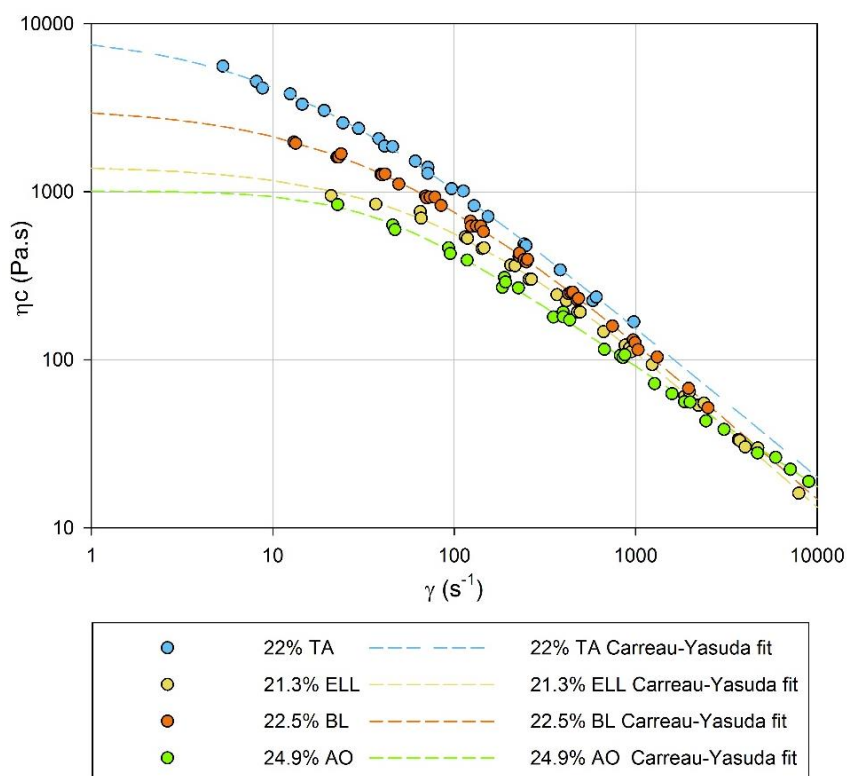 10000
1000
100
10
ηc (Pa.s)
1 10 100 1000 10000
γ (s⁻¹)
22% TA 22% TA Carreau-Yasuda fit
21.3% ELL 21.3% ELL Carreau-Yasuda fit
22.5% BL 22.5% BL Carreau-Yasuda fit
24.9% AO 24.9% AO Carreau-Yasuda fit